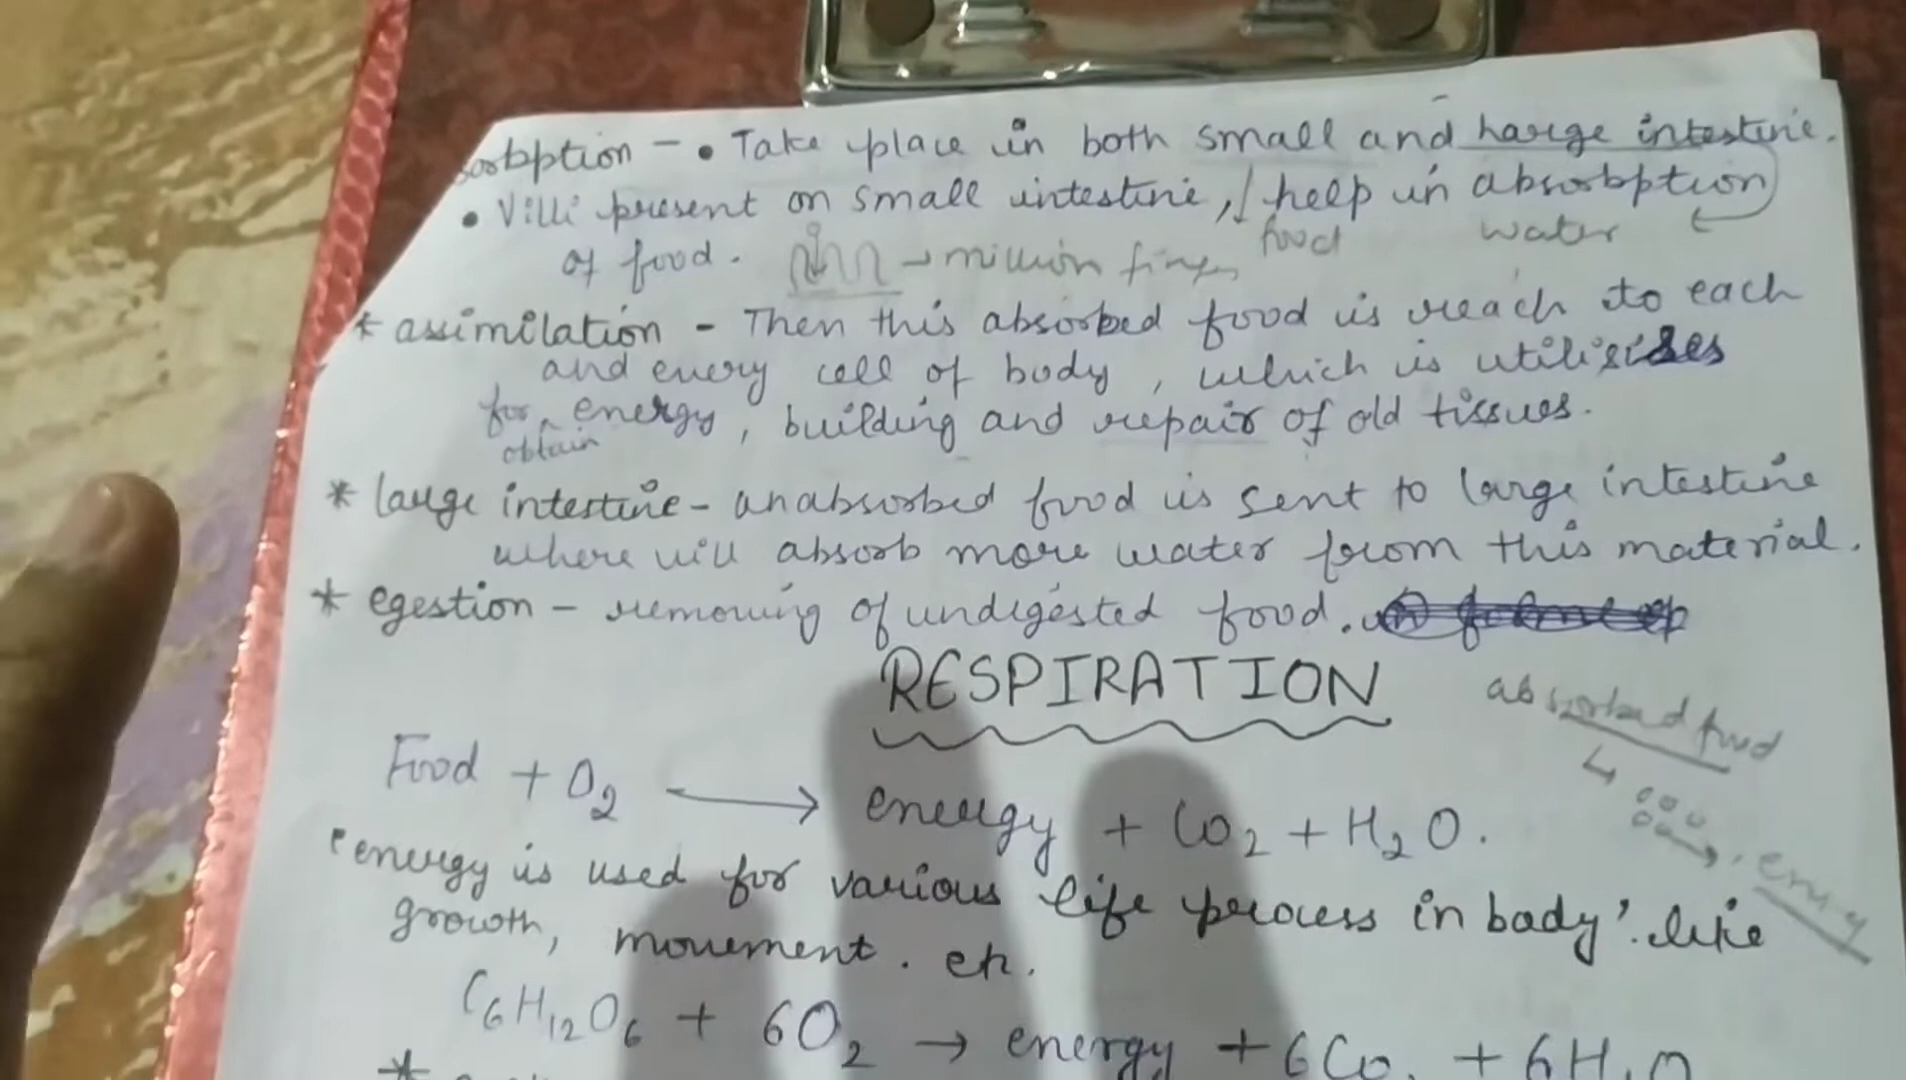 sorbption - • Take place in both small and large intestine.
• Villi present on small intestine, help in absorbption
food water
of food. → million finger
* assimilation - Then this absorbed food is reach to each
and every cell of body, which is utilises
for energy, building and repair of old tissues.
obtain
* large intestine - unabsorbed food is sent to large intestine
where will absorb more water from this material.
* egestion - removing of undigested food.
RESPIRATION
absorbed food
Food + O2 → energy + Co2 + H2O.
"energy is used for various life process in body'. like
growth, movement. etc.
C6H12O6 + 6O2 → energy + 6Co + 6H2O